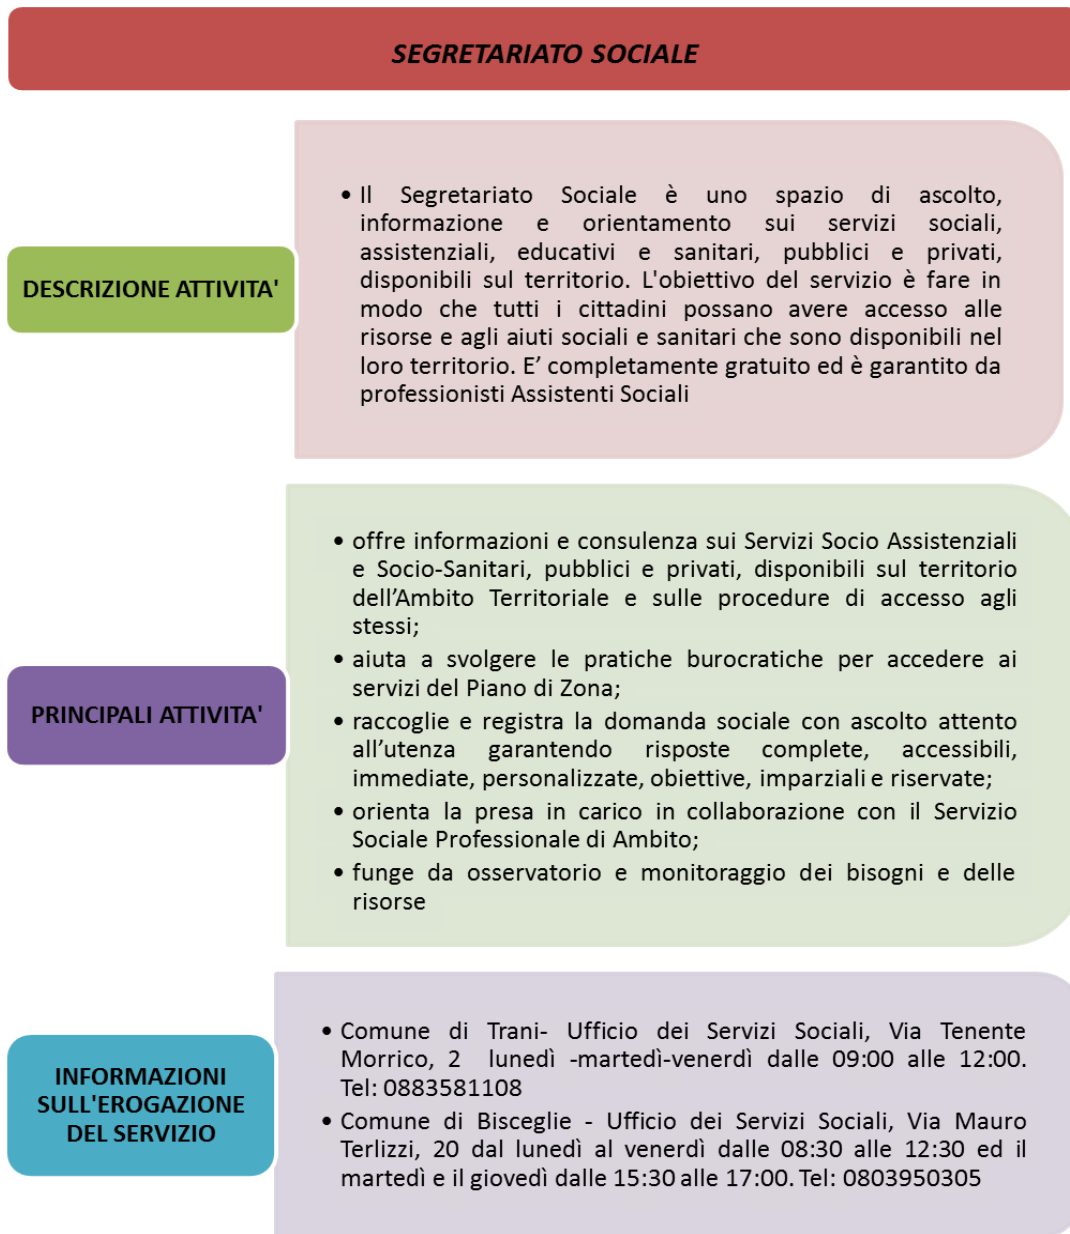 SEGRETARIATO SOCIALE
DESCRIZIONE ATTIVITA'
• Il Segretariato Sociale è uno spazio di ascolto,
informazione e orientamento sui servizi sociali,
assistenziali, educativi e sanitari, pubblici e privati,
disponibili sul territorio. L'obiettivo del servizio è fare in
modo che tutti i cittadini possano avere accesso alle
risorse e agli aiuti sociali e sanitari che sono disponibili nel
loro territorio. E’ completamente gratuito ed è garantito da
professionisti Assistenti Sociali
PRINCIPALI ATTIVITA'
• offre informazioni e consulenza sui Servizi Socio Assistenziali
e Socio-Sanitari, pubblici e privati, disponibili sul territorio
dell’Ambito Territoriale e sulle procedure di accesso agli
stessi;
• aiuta a svolgere le pratiche burocratiche per accedere ai
servizi del Piano di Zona;
• raccoglie e registra la domanda sociale con ascolto attento
all’utenza garantendo risposte complete, accessibili,
immediate, personalizzate, obiettive, imparziali e riservate;
• orienta la presa in carico in collaborazione con il Servizio
Sociale Professionale di Ambito;
• funge da osservatorio e monitoraggio dei bisogni e delle
risorse
INFORMAZIONI
SULL'EROGAZIONE
DEL SERVIZIO
• Comune di Trani- Ufficio dei Servizi Sociali, Via Tenente
Morrico, 2 lunedì -martedì-venerdì dalle 09:00 alle 12:00.
Tel: 0883581108
• Comune di Bisceglie - Ufficio dei Servizi Sociali, Via Mauro
Terlizzi, 20 dal lunedì al venerdì dalle 08:30 alle 12:30 ed il
martedì e il giovedì dalle 15:30 alle 17:00. Tel: 0803950305